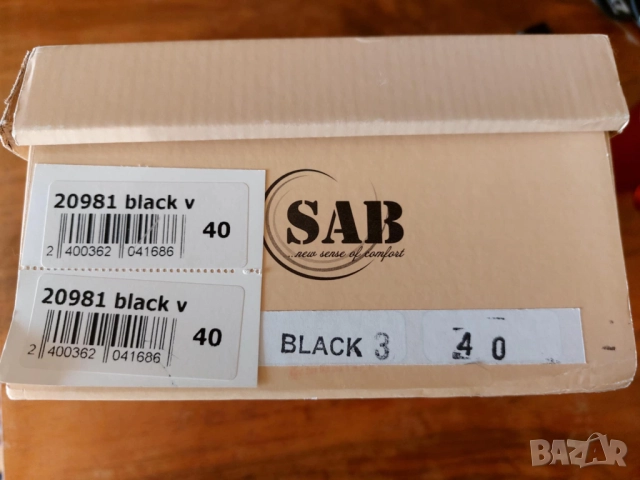 20981 black v
40
2 400362 041686
20981 black v
40
2 400362 041686
SAB
...new sense of comfort
BLACK 3 40
BAZAR